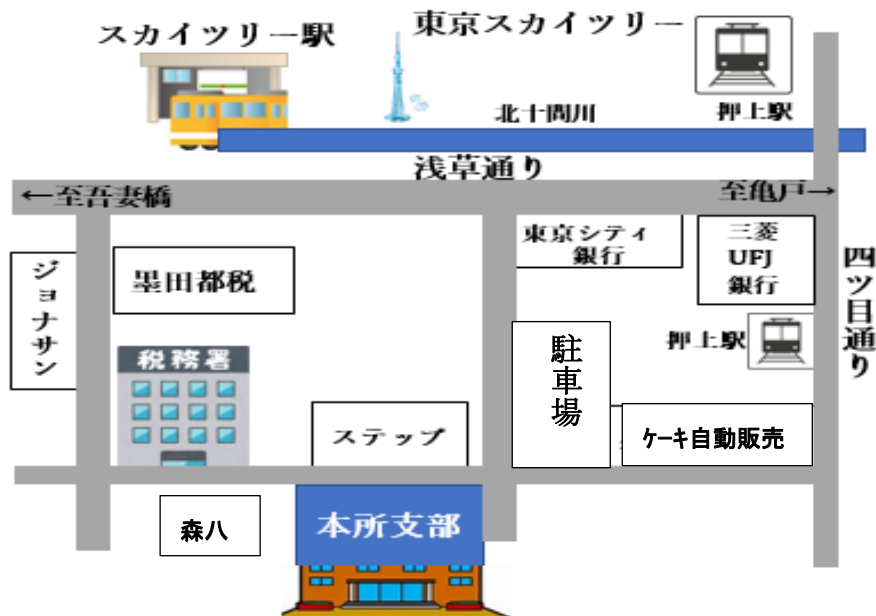 スカイツリー駅
東京スカイツリー
北十間川
押上駅
浅草通り
←至吾妻橋
至亀戸→
東京シティ
銀行
三菱
UFJ
銀行
四ツ目通り
ジョナサン
墨田都税
押上駅
駐車場
税務署
ステップ
ケーキ自動販売
森八
本所支部